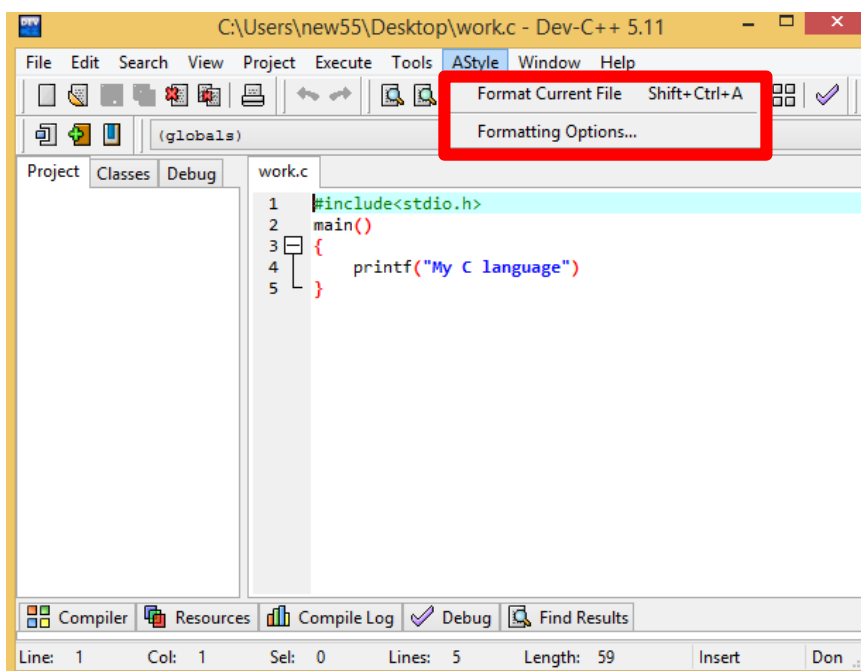 DEV
C:\Users\new55\Desktop\work.c - Dev-C++ 5.11
File Edit Search View Project Execute Tools AStyle Window Help
Format Current File Shift+Ctrl+A
Formatting Options...
(globals)
Project Classes Debug work.c
1 #include<stdio.h>
2 main()
3 {
4 printf("My C language")
5 }
Compiler Resources Compile Log Debug Find Results
Line: 1 Col: 1 Sel: 0 Lines: 5 Length: 59 Insert Don